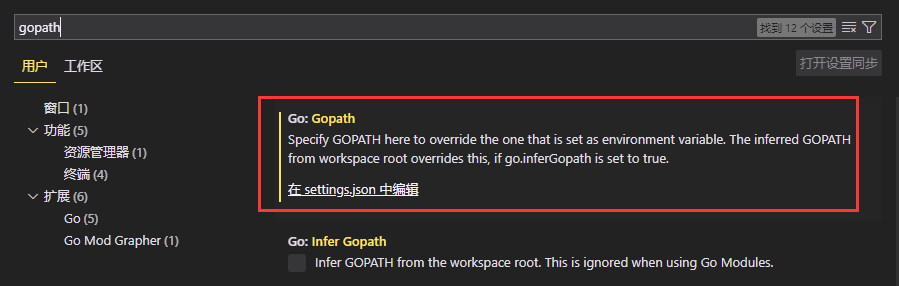 gopath
找到 12 个设置
用户 工作区
打开设置同步
窗口 (1)
功能 (5)
资源管理器 (1)
终端 (4)
扩展 (6)
Go (5)
Go Mod Grapher (1)
Go: Gopath
Specify GOPATH here to override the one that is set as environment variable. The inferred GOPATH
from workspace root overrides this, if go.inferGopath is set to true.
在 settings.json 中编辑
Go: Infer Gopath
Infer GOPATH from the workspace root. This is ignored when using Go Modules.